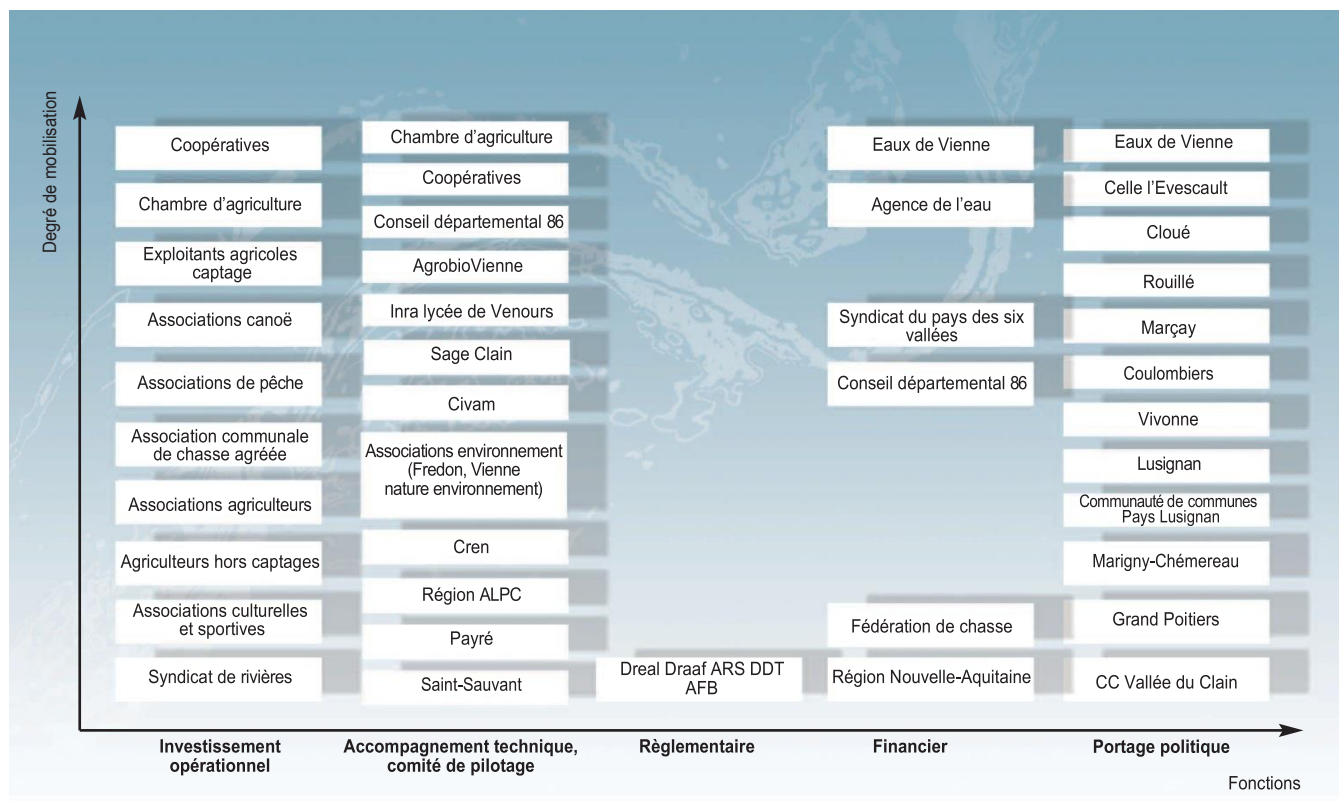 Degré de mobilisation
Coopératives
Chambre d’agriculture
Exploitants agricoles
captage
Associations canoë
Associations de pêche
Association communale
de chasse agréée
Associations agriculteurs
Agriculteurs hors captages
Associations culturelles
et sportives
Syndicat de rivières
Investissement
opérationnel
Chambre d’agriculture
Coopératives
Conseil départemental 86
AgrobioVienne
Inra lycée de Venours
Sage Clain
Civam
Associations environnement
(Fredon, Vienne
nature environnement)
Cren
Région ALPC
Payré
Saint-Sauvant
Accompagnement technique,
comité de pilotage
Dreal Draaf ARS DDT
AFB
Règlementaire
Eaux de Vienne
Agence de l’eau
Syndicat du pays des six
vallées
Conseil départemental 86
Fédération de chasse
Région Nouvelle-Aquitaine
Financier
Eaux de Vienne
Celle l’Evescault
Cloué
Rouillé
Marçay
Coulombiers
Vivonne
Lusignan
Communauté de communes
Pays Lusignan
Marigny-Chémereau
Grand Poitiers
CC Vallée du Clain
Portage politique
Fonctions